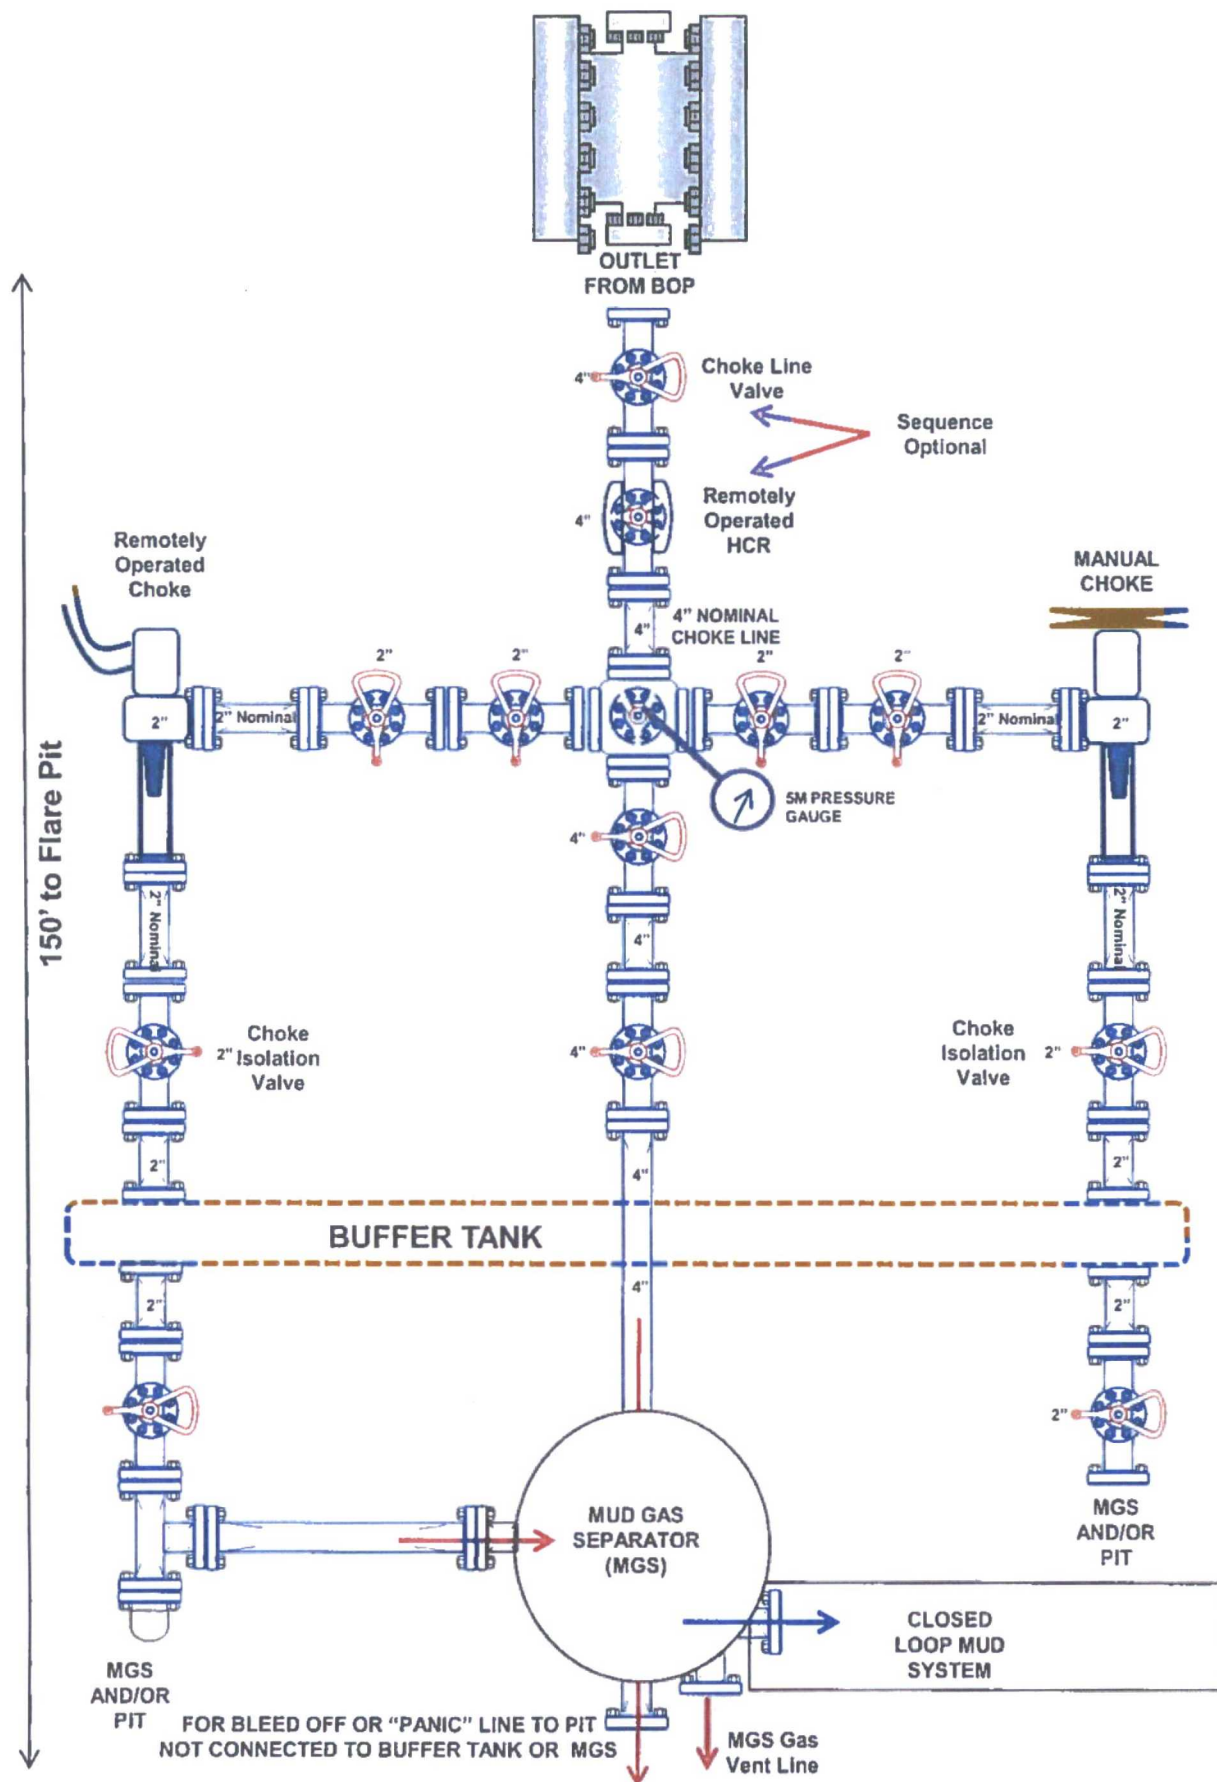 OUTLET
FROM BOP
4"
Choke Line
Valve
Sequence
Optional
4"
Remotely
Operated
HCR
Remotely
Operated
Choke
MANUAL
CHOKE
4"
4" NOMINAL
CHOKE LINE
2"
2"
2"
2"
2"
2" Nominal
2" Nominal
2"
5M PRESSURE
GAUGE
4"
150' to Flare Pit
2" Nominal
4"
2" Nominal
2"
Choke
Isolation
Valve
4"
Choke
Isolation
Valve
2"
2"
4"
2"
BUFFER TANK
2"
4"
2"
2"
MUD GAS
SEPARATOR
(MGS)
MGS
AND/OR
PIT
CLOSED
LOOP MUD
SYSTEM
MGS
AND/OR
PIT
FOR BLEED OFF OR "PANIC" LINE TO PIT
NOT CONNECTED TO BUFFER TANK OR MGS
MGS Gas
Vent Line